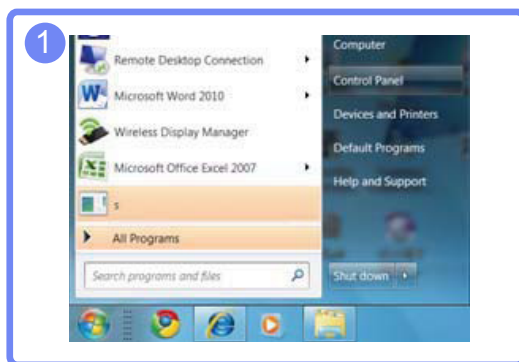 1
Remote Desktop Connection
Microsoft Word 2010
Wireless Display Manager
Microsoft Office Excel 2007
s
All Programs
Search programs and files
Computer
Control Panel
Devices and Printers
Default Programs
Help and Support
Shut down